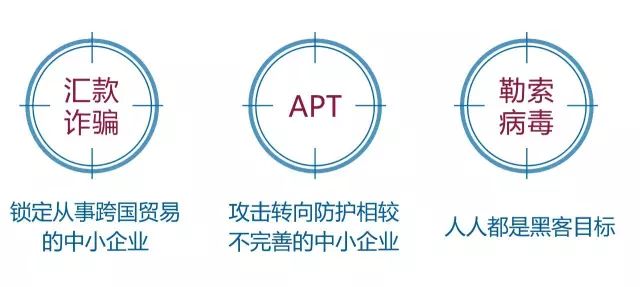 汇款
诈骗
锁定从事跨国贸易
的中小企业
APT
攻击转向防护相较
不完善的中小企业
勒索
病毒
人人都是黑客目标